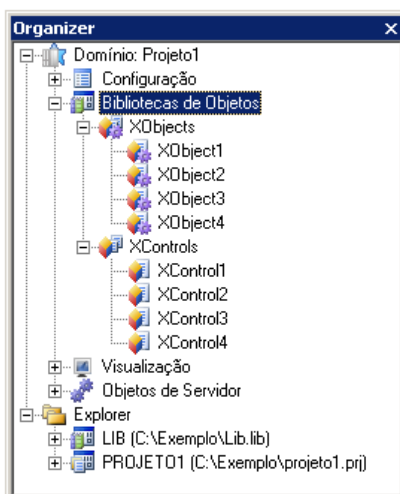 Organizer
Domínio: Projeto1
Configuração
Bibliotecas de Objetos
XObjects
XObject1
XObject2
XObject3
XObject4
XControls
XControl1
XControl2
XControl3
XControl4
Visualização
Objetos de Servidor
Explorer
LIB (C:\Exemplo\Lib.lib)
PROJETO1 (C:\Exemplo\projeto1.prj)